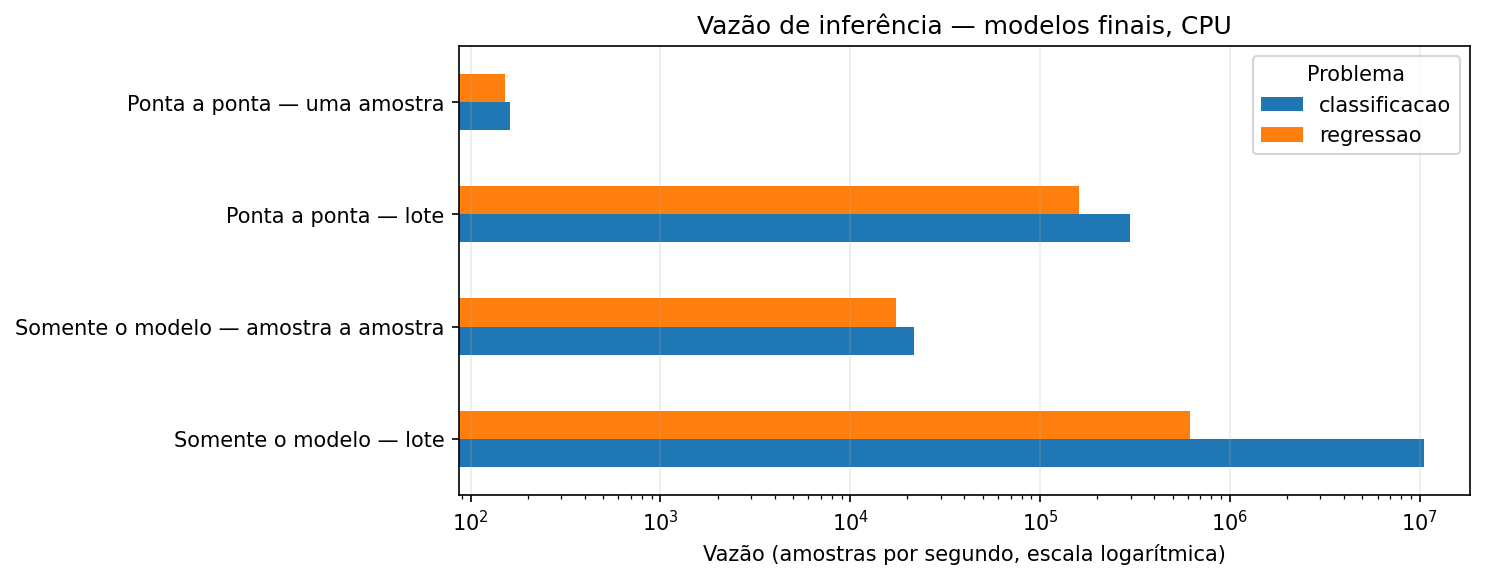 Vazão de inferência — modelos finais, CPU
Problema
classificacao
regressao
Ponta a ponta — uma amostra
Ponta a ponta — lote
Somente o modelo — amostra a amostra
Somente o modelo — lote
10² 10³ 10⁴ 10⁵ 10⁶ 10⁷
Vazão (amostras por segundo, escala logarítmica)